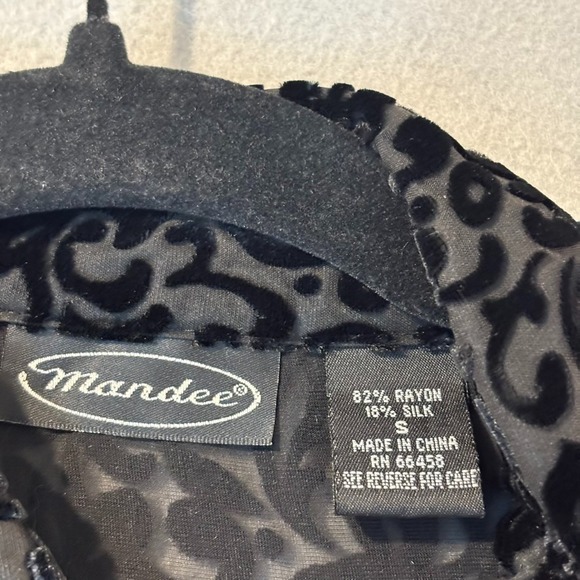 mandee®
82% RAYON
18% SILK
S
MADE IN CHINA
RN 66458
SEE REVERSE FOR CARE